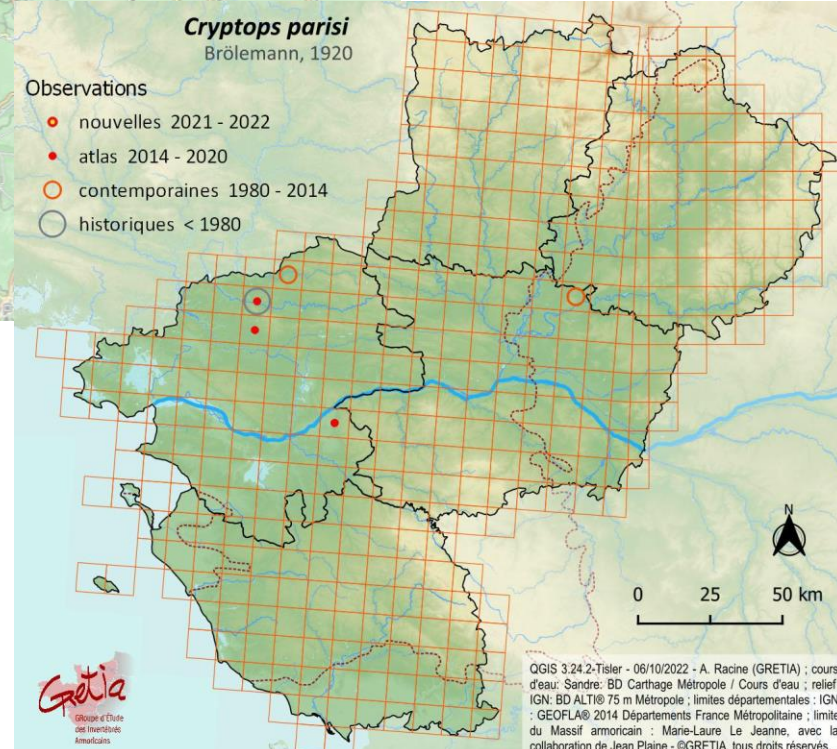 Cryptops parisi
Brölemann, 1920
Observations
nouvelles 2021 - 2022
atlas 2014 - 2020
contemporaines 1980 - 2014
historiques < 1980
N
0 25 50 km
Gretia
GRoupe d'Étude
des Invertébrés
Armoricains
QGIS 3.24.2-Tisler - 06/10/2022 - A. Racine (GRETIA) ; cours
d'eau: Sandre: BD Carthage Métropole / Cours d'eau ; relief
IGN: BD ALTI® 75 m Métropole ; limites départementales : IGN
: GEOFLA® 2014 Départements France Métropolitaine ; limite
du Massif armoricain : Marie-Laure Le Jeanne, avec la
collaboration de Jean Plaine - ©GRETIA, tous droits réservés